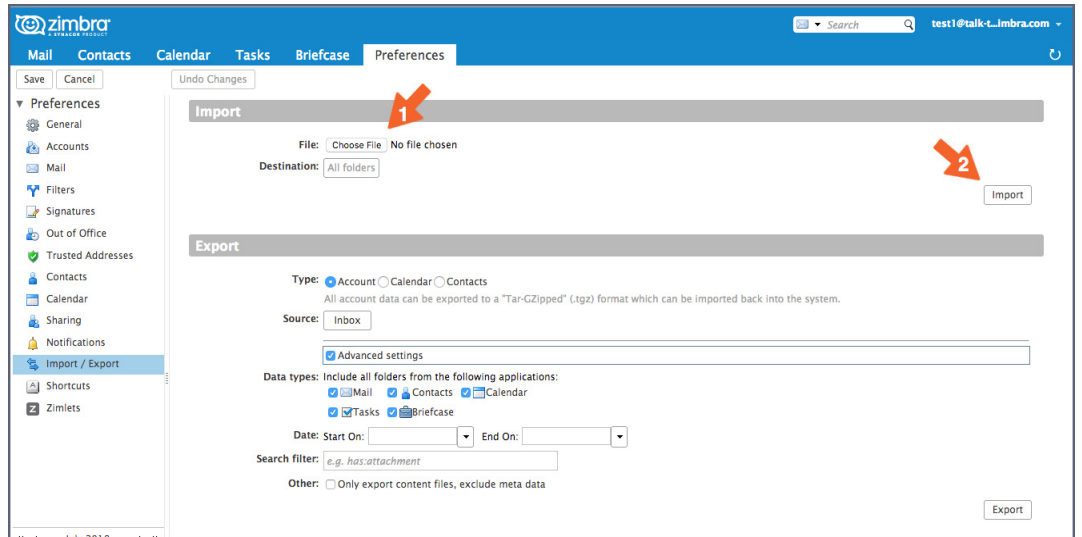 zimbra
A SYNACOR PRODUCT
Search
test1@talk-t...imbra.com
Mail Contacts Calendar Tasks Briefcase Preferences
Save Cancel Undo Changes
Preferences
General
Accounts
Mail
Filters
Signatures
Out of Office
Trusted Addresses
Contacts
Calendar
Sharing
Notifications
Import / Export
Shortcuts
Zimlets
Import
1
File: Choose File No file chosen
Destination: All folders
2
Import
Export
Type: Account Calendar Contacts
All account data can be exported to a "Tar-GZipped" (.tgz) format which can be imported back into the system.
Source: Inbox
Advanced settings
Data types: Include all folders from the following applications:
Mail Contacts Calendar
Tasks Briefcase
Date: Start On: End On:
Search filter: e.g. has:attachment
Other: Only export content files, exclude meta data
Export